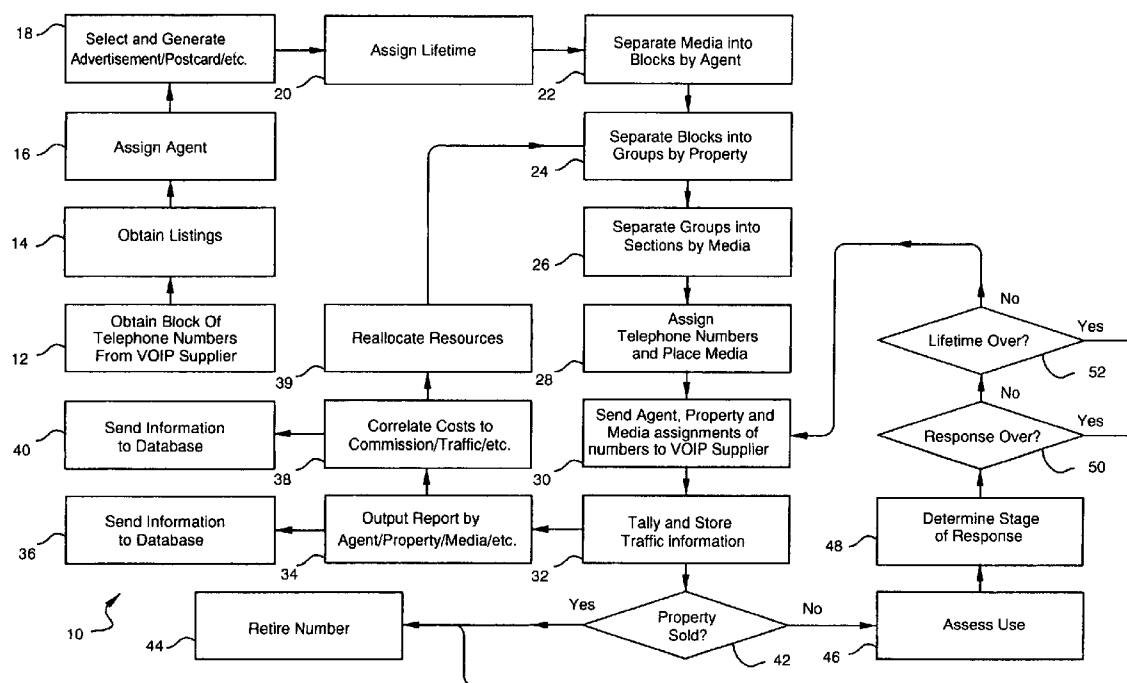 18
Select and Generate
Advertisement/Postcard/etc.
Assign Lifetime
20
Separate Media into
Blocks by Agent
22
16
Assign Agent
Separate Blocks into
Groups by Property
24
14
Obtain Listings
Separate Groups into
Sections by Media
26
12
Obtain Block Of
Telephone Numbers
From VOIP Supplier
Reallocate Resources
39
Assign
Telephone Numbers
and Place Media
28
No
Lifetime Over?
Yes
52
40
Send Information
to Database
Correlate Costs to
Commission/Traffic/etc.
38
Send Agent, Property and
Media assignments of
numbers to VOIP Supplier
30
No
Response Over?
Yes
50
36
Send Information
to Database
Output Report by
Agent/Property/Media/etc.
34
Tally and Store
Traffic information
32
Determine Stage
of Response
48
10
44
Retire Number
Yes
Property
Sold?
42
No
Assess Use
46